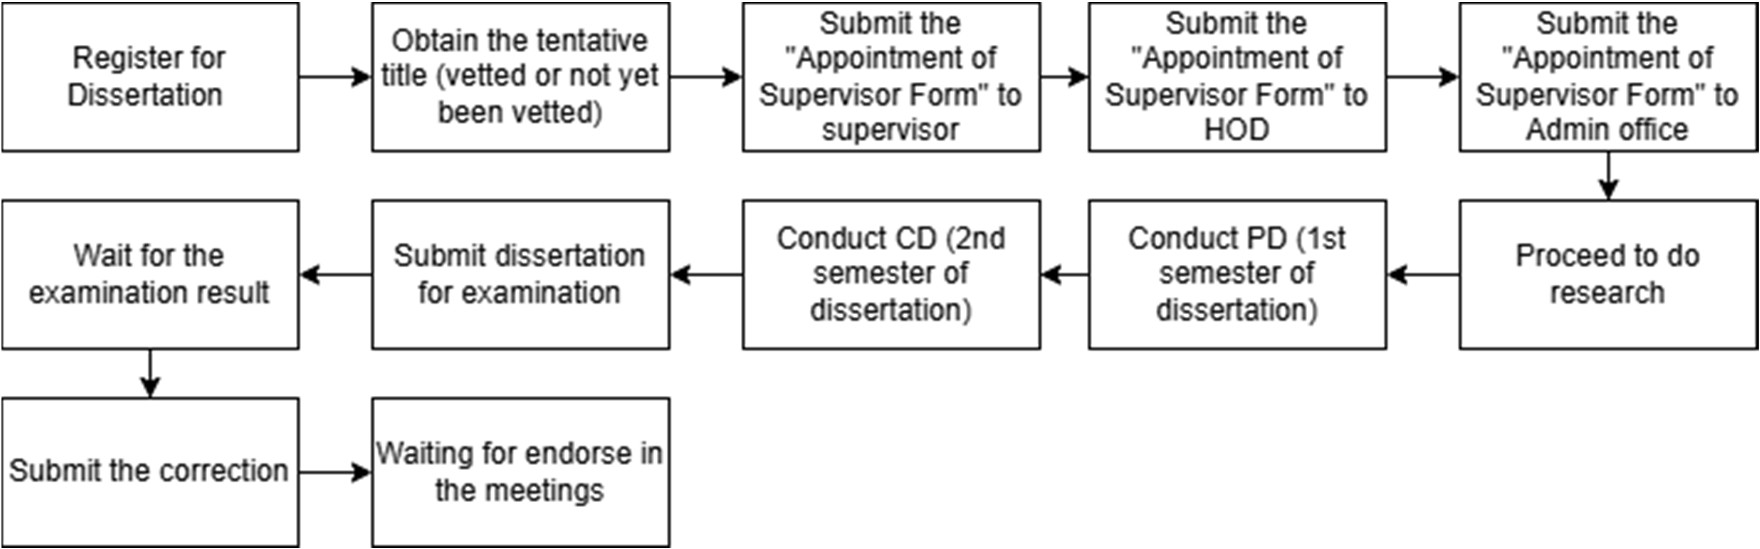 Register for
Dissertation
Obtain the tentative
title (vetted or not yet
been vetted)
Submit the
"Appointment of
Supervisor Form" to
supervisor
Submit the
"Appointment of
Supervisor Form" to
HOD
Submit the
"Appointment of
Supervisor Form" to
Admin office
Proceed to do
research
Conduct PD (1st
semester of
dissertation)
Conduct CD (2nd
semester of
dissertation)
Submit dissertation
for examination
Wait for the
examination result
Submit the correction
Waiting for endorse in
the meetings